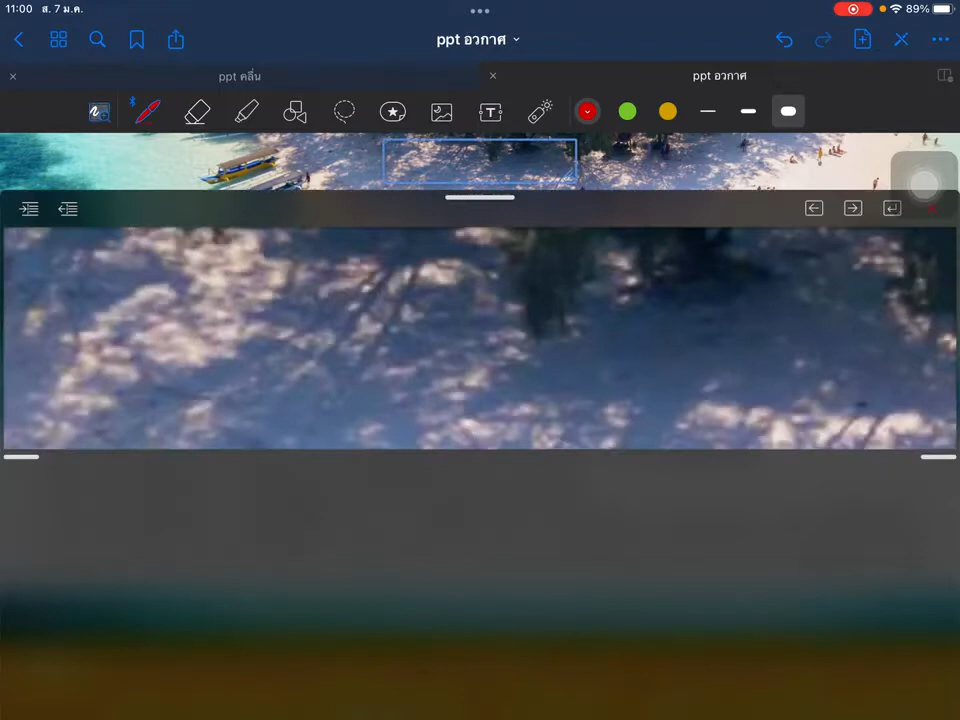 11:00 ส. 7 ม.ค. 89%
ppt อวกาศ
ppt คลื่น ppt อวกาศ